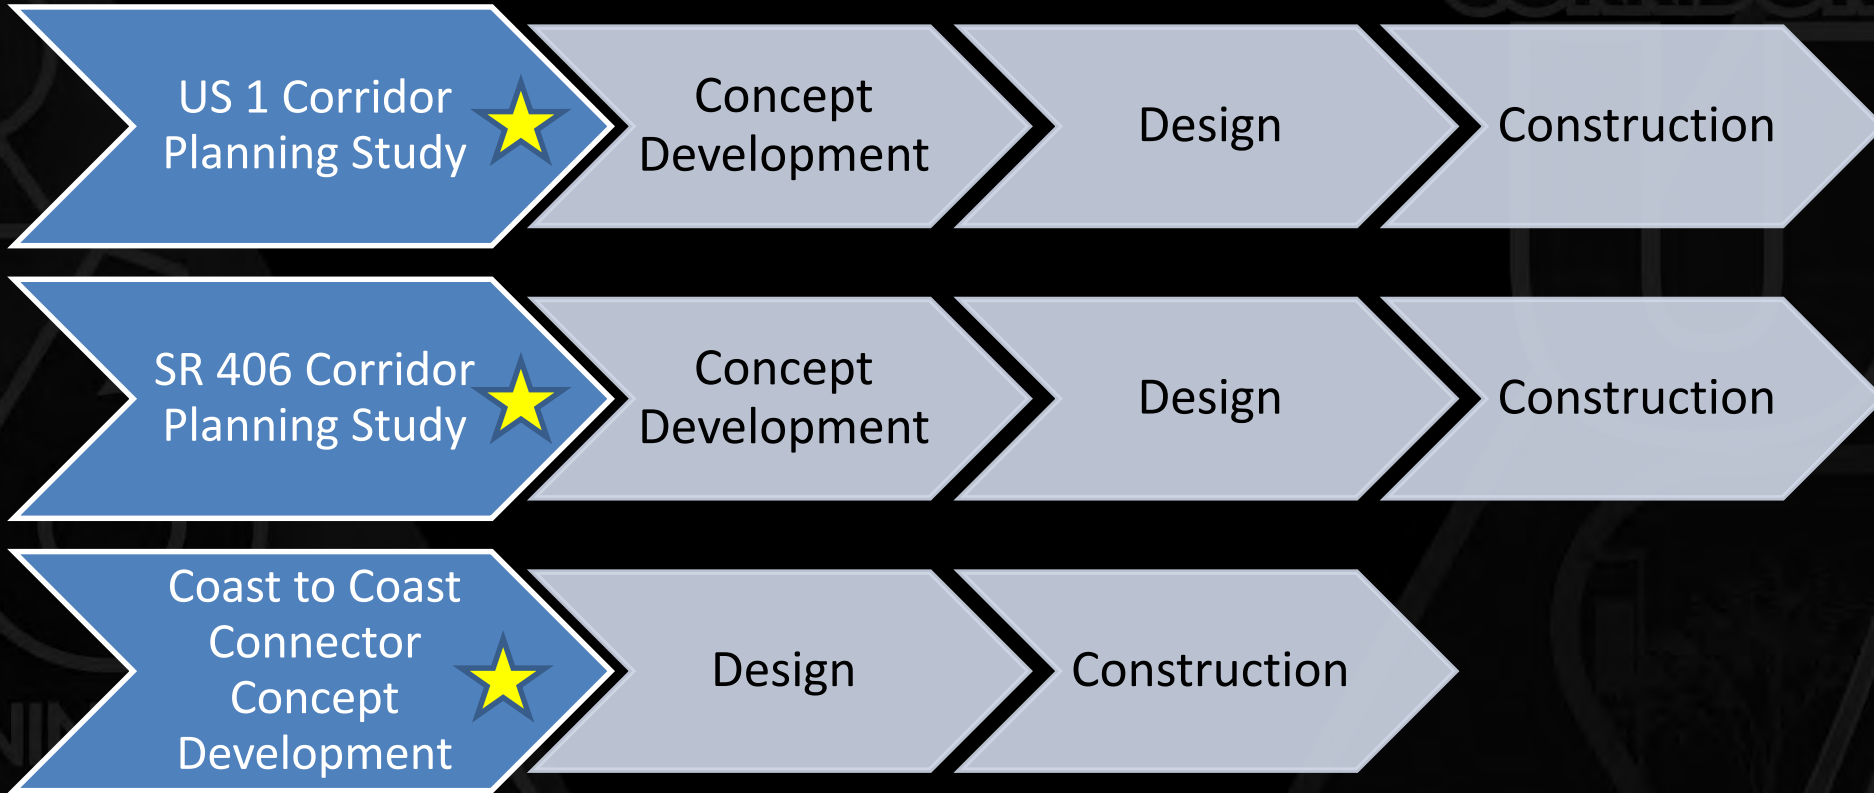 US 1 Corridor
Planning Study
Concept
Development
Design
Construction
SR 406 Corridor
Planning Study
Concept
Development
Design
Construction
Coast to Coast
Connector
Concept
Development
Design
Construction